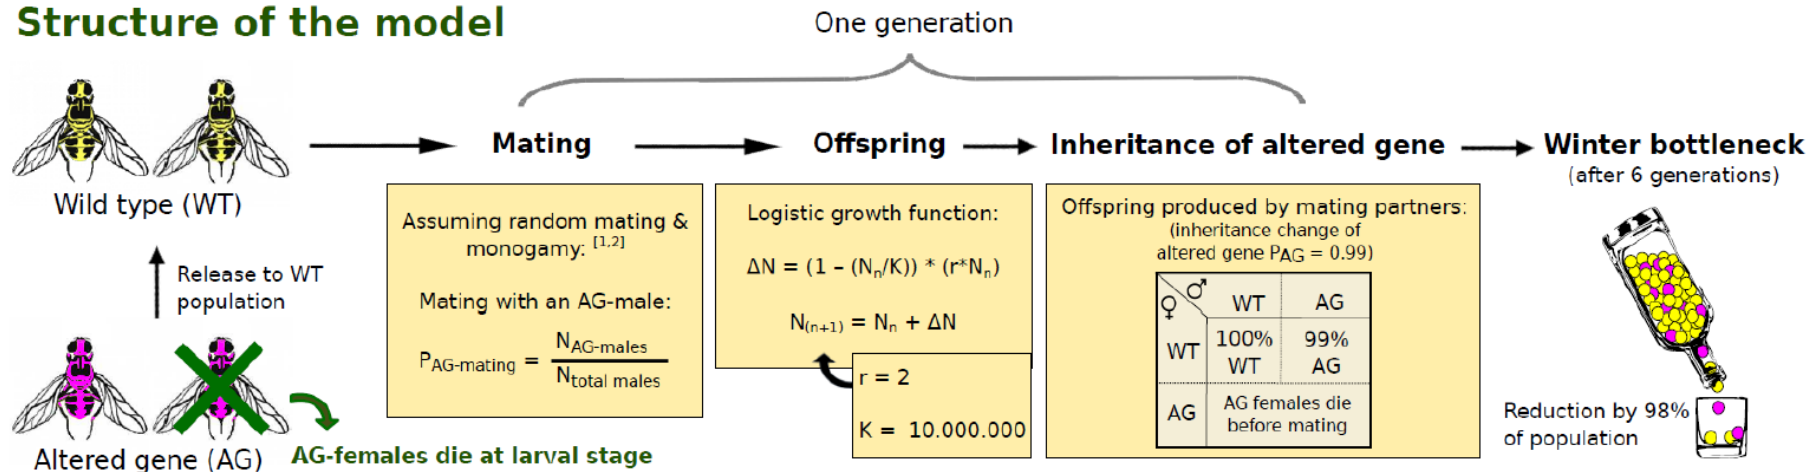 Structure of the model
One generation
Wild type (WT)
Release to WT
population
Altered gene (AG)
AG-females die at larval stage
Mating
Assuming random mating &
monogamy: [1,2]
Mating with an AG-male:
P_AG-mating = N_AG-males / N_total males
Offspring
Logistic growth function:
ΔN = (1 – (Nₙ/K)) * (r*Nₙ)
N₍ₙ₊₁₎ = Nₙ + ΔN
r = 2
K = 10.000.000
Inheritance of altered gene
Offspring produced by mating partners:
(inheritance change of
altered gene PAG = 0.99)
♀ ♂ WT AG
WT 100% WT 99% AG
AG AG females die
before mating
Winter bottleneck
(after 6 generations)
Reduction by 98%
of population